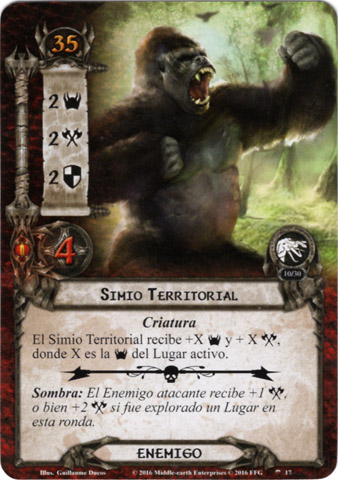 35
2
2
2
4
10/30
Simio Territorial
Criatura
El Simio Territorial recibe +X y + X ,
donde X es la del Lugar activo.
Sombra: El Enemigo atacante recibe +1 ,
o bien +2 si fue explorado un Lugar en
esta ronda.
ENEMIGO
Illus. Guillaume Ducos © 2016 Middle-earth Enterprises © 2016 FFG 17